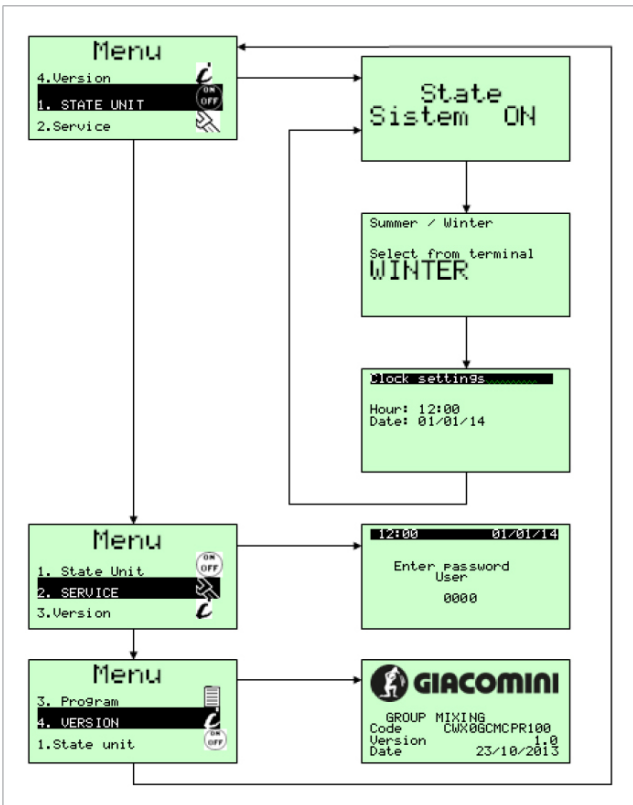 Menu
4.Version
ON
OFF
1. STATE UNIT
2.Service
State
Sistem ON
Summer / Winter
Select from terminal
WINTER
Clock settings
Hour: 12:00
Date: 01/01/14
Menu
1. State Unit
ON
OFF
2. SERVICE
3.Version
12:00 01/01/14
Enter password
User
0000
Menu
3. Program
4. VERSION
1.State unit
ON
OFF
GIACOMINI
GROUP MIXING
Code CWX0GCMCPR100
Version 1.0
Date 23/10/2013